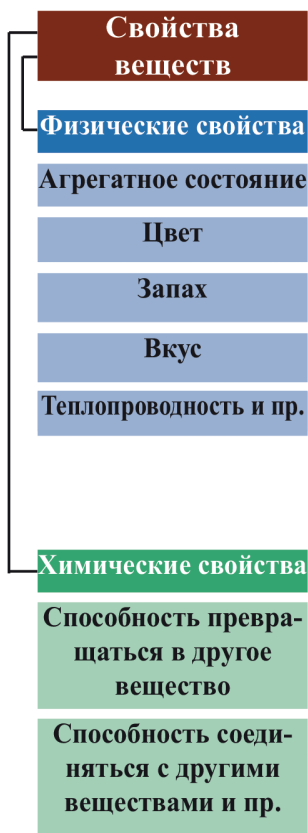 Свойства
веществ
Физические свойства
Агрегатное состояние
Цвет
Запах
Вкус
Теплопроводность и пр.
Химические свойства
Способность превра-
щаться в другое
вещество
Способность соеди-
няться с другими
веществами и пр.